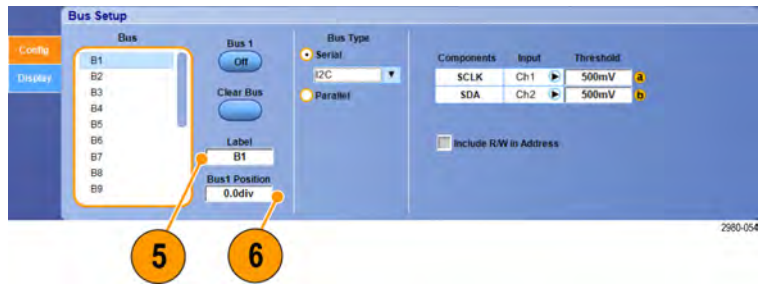 Bus Setup
Config
Display
Bus
B1
B2
B3
B4
B5
B6
B7
B8
B9
Bus 1
Off
Clear Bus
Label
B1
Bus1 Position
0.0div
Bus Type
Serial
I2C
Parallel
Components Input Threshold
SCLK Ch1 500mV a
SDA Ch2 500mV b
Include R/W in Address
5
6
2980-054